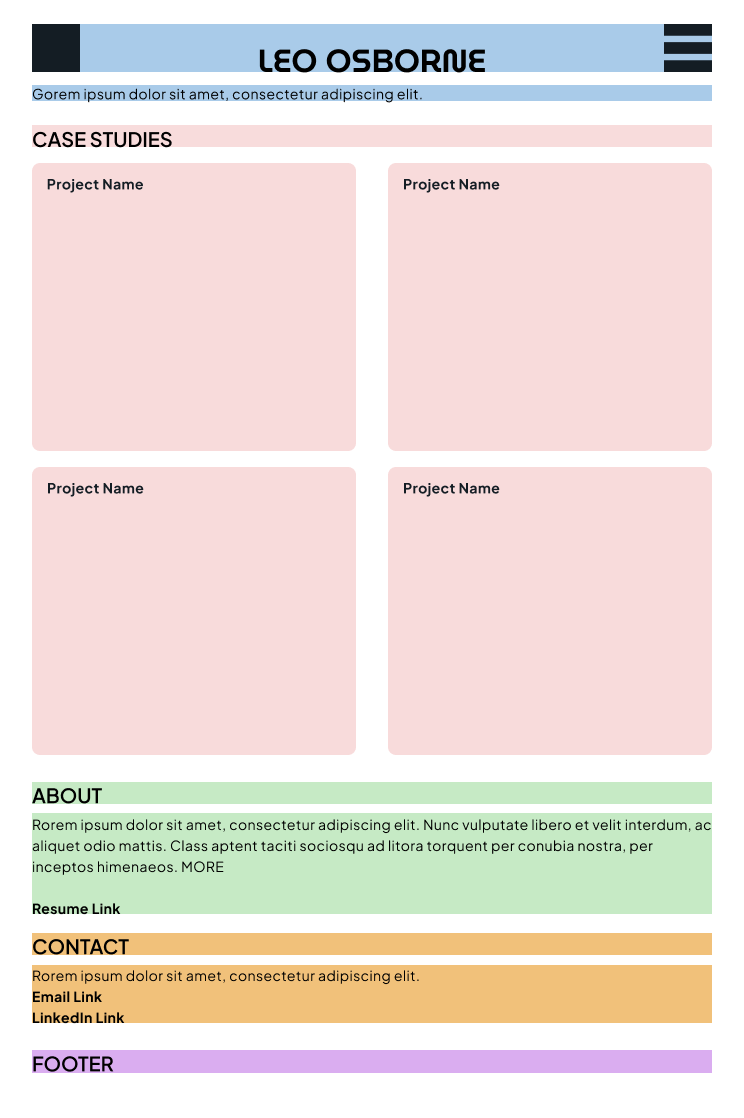 LEO OSBORNE
Gorem ipsum dolor sit amet, consectetur adipiscing elit.
CASE STUDIES
Project Name
Project Name
Project Name
Project Name
ABOUT
Rorem ipsum dolor sit amet, consectetur adipiscing elit. Nunc vulputate libero et velit interdum, ac
aliquet odio mattis. Class aptent taciti sociosqu ad litora torquent per conubia nostra, per
inceptos himenaeos. MORE
Resume Link
CONTACT
Rorem ipsum dolor sit amet, consectetur adipiscing elit.
Email Link
LinkedIn Link
FOOTER